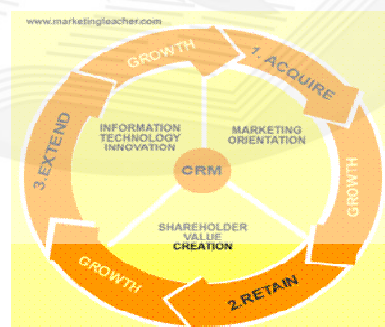 www.marketingteacher.com
GROWTH
1. ACQUIRE
INFORMATION
TECHNOLOGY
INNOVATION
MARKETING
ORIENTATION
3.EXTEND
CRM
GROWTH
SHAREHOLDER
VALUE
CREATION
GROWTH
2.RETAIN